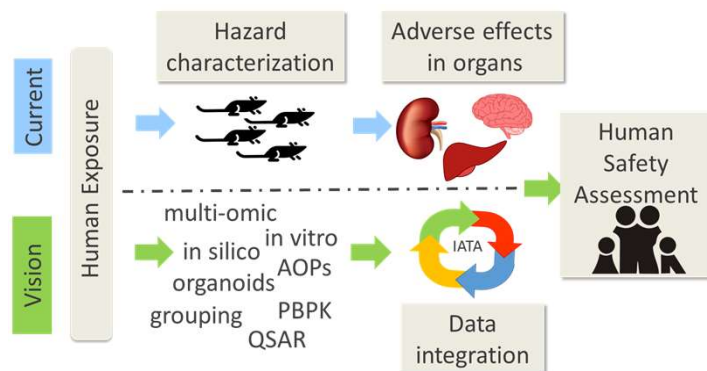 Hazard
characterization
Adverse effects
in organs
Current
Human Exposure
Human
Safety
Assessment
Vision
multi-omic
in silico
in vitro
organoids
AOPs
grouping
PBPK
QSAR
IATA
Data
integration